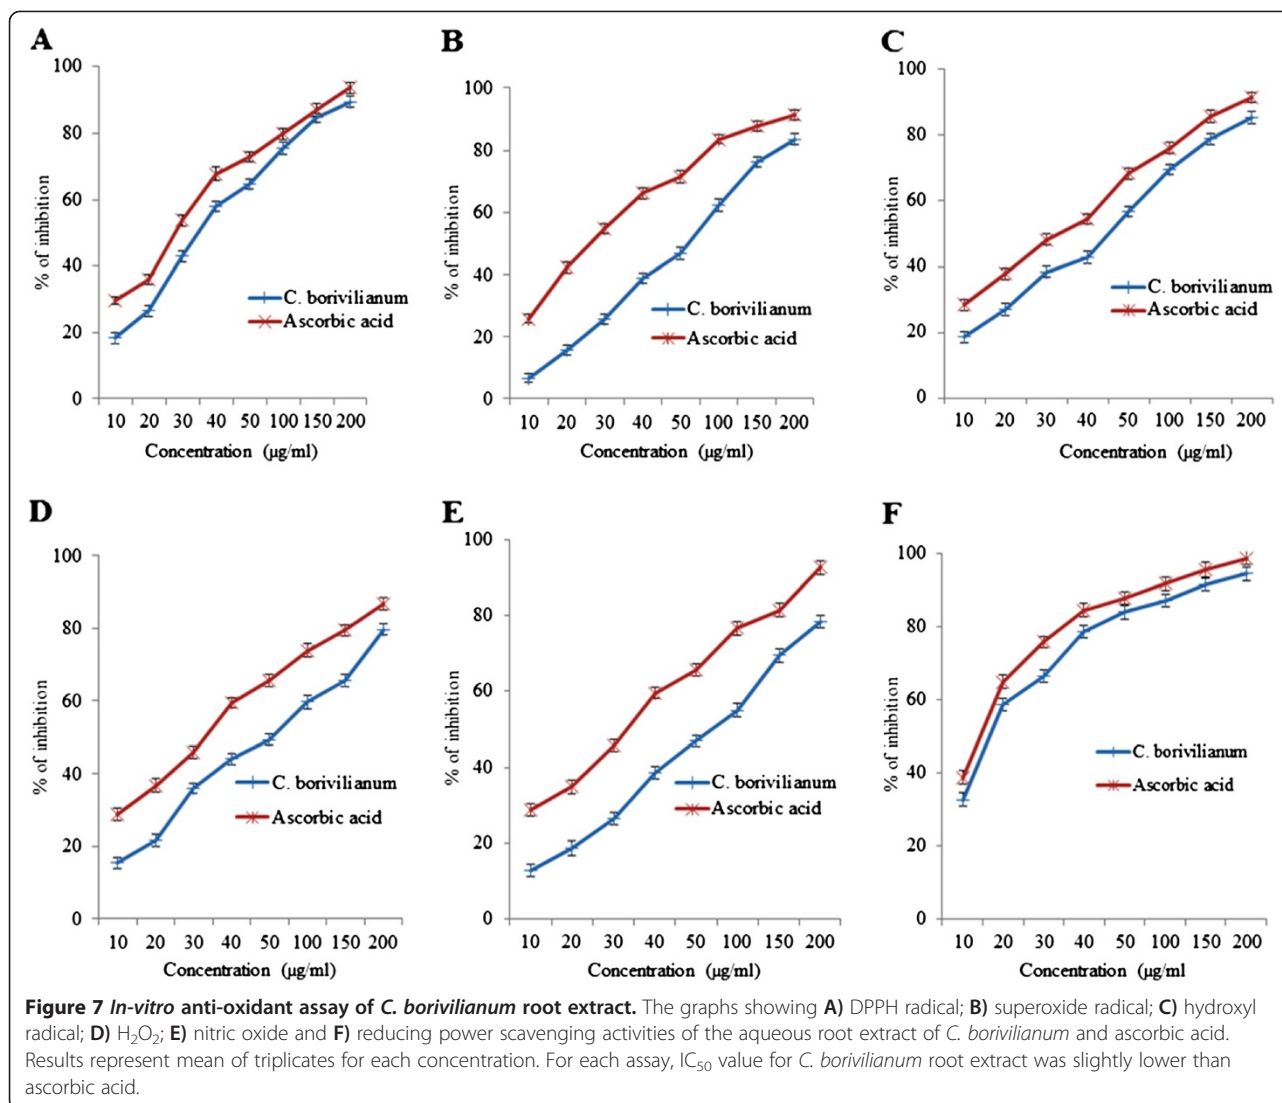 A
100
80
60
40
20
0
% of inhibition
C. borivilianum
Ascorbic acid
10 20 30 40 50 100 150 200
Concentration (µg/ml)
B
100
80
60
40
20
0
% of inhibition
C. borivilianum
Ascorbic acid
10 20 30 40 50 100 150 200
Concentration (µg/ml)
C
100
80
60
40
20
0
% of inhibition
C. borivilianum
Ascorbic acid
10 20 30 40 50 100 150 200
Concentration (µg/ml)
D
100
80
60
40
20
0
% of inhibition
C. borivilianum
Ascorbic acid
10 20 30 40 50 100 150 200
Concentration (µg/ml)
E
100
80
60
40
20
0
% of inhibition
C. borivilianum
Ascorbic acid
10 20 30 40 50 100 150 200
Concentration (µg/ml)
F
100
80
60
40
20
0
% of inhibition
C. borivilianum
Ascorbic acid
10 20 30 40 50 100 150 200
Concentration (µg/ml
Figure 7 In-vitro anti-oxidant assay of C. borivilianum root extract. The graphs showing A) DPPH radical; B) superoxide radical; C) hydroxyl
radical; D) H₂O₂; E) nitric oxide and F) reducing power scavenging activities of the aqueous root extract of C. borivilianum and ascorbic acid.
Results represent mean of triplicates for each concentration. For each assay, IC₅₀ value for C. borivilianum root extract was slightly lower than
ascorbic acid.